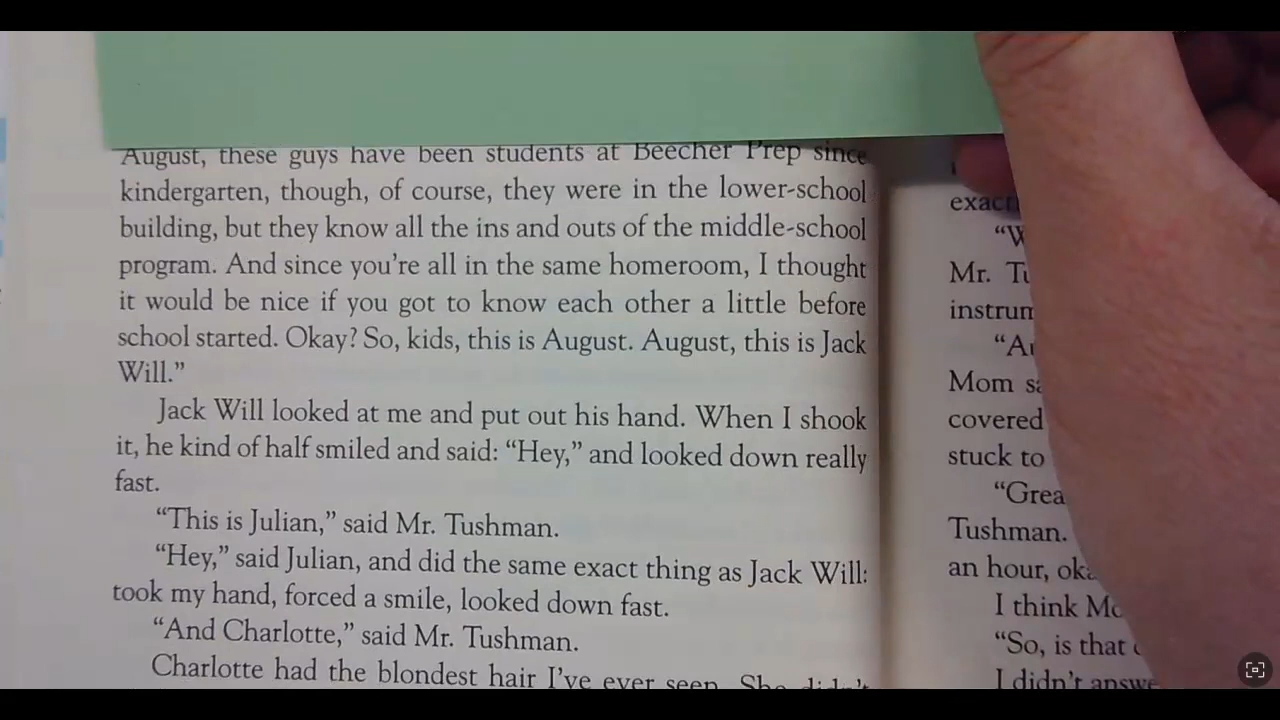 August, these guys have been students at Beecher Prep since
kindergarten, though, of course, they were in the lower-school
building, but they know all the ins and outs of the middle-school
program. And since you're all in the same homeroom, I thought
it would be nice if you got to know each other a little before
school started. Okay? So, kids, this is August. August, this is Jack
Will.”
Jack Will looked at me and put out his hand. When I shook
it, he kind of half smiled and said: “Hey,” and looked down really
fast.
“This is Julian,” said Mr. Tushman.
“Hey,” said Julian, and did the same exact thing as Jack Will:
took my hand, forced a smile, looked down fast.
“And Charlotte,” said Mr. Tushman.
Charlotte had the blondest hair I've ever seen. She didn't
Mr.
Mom
covered
stuck to
Tushman.
an hour,
I think
“So, is that
I didn't